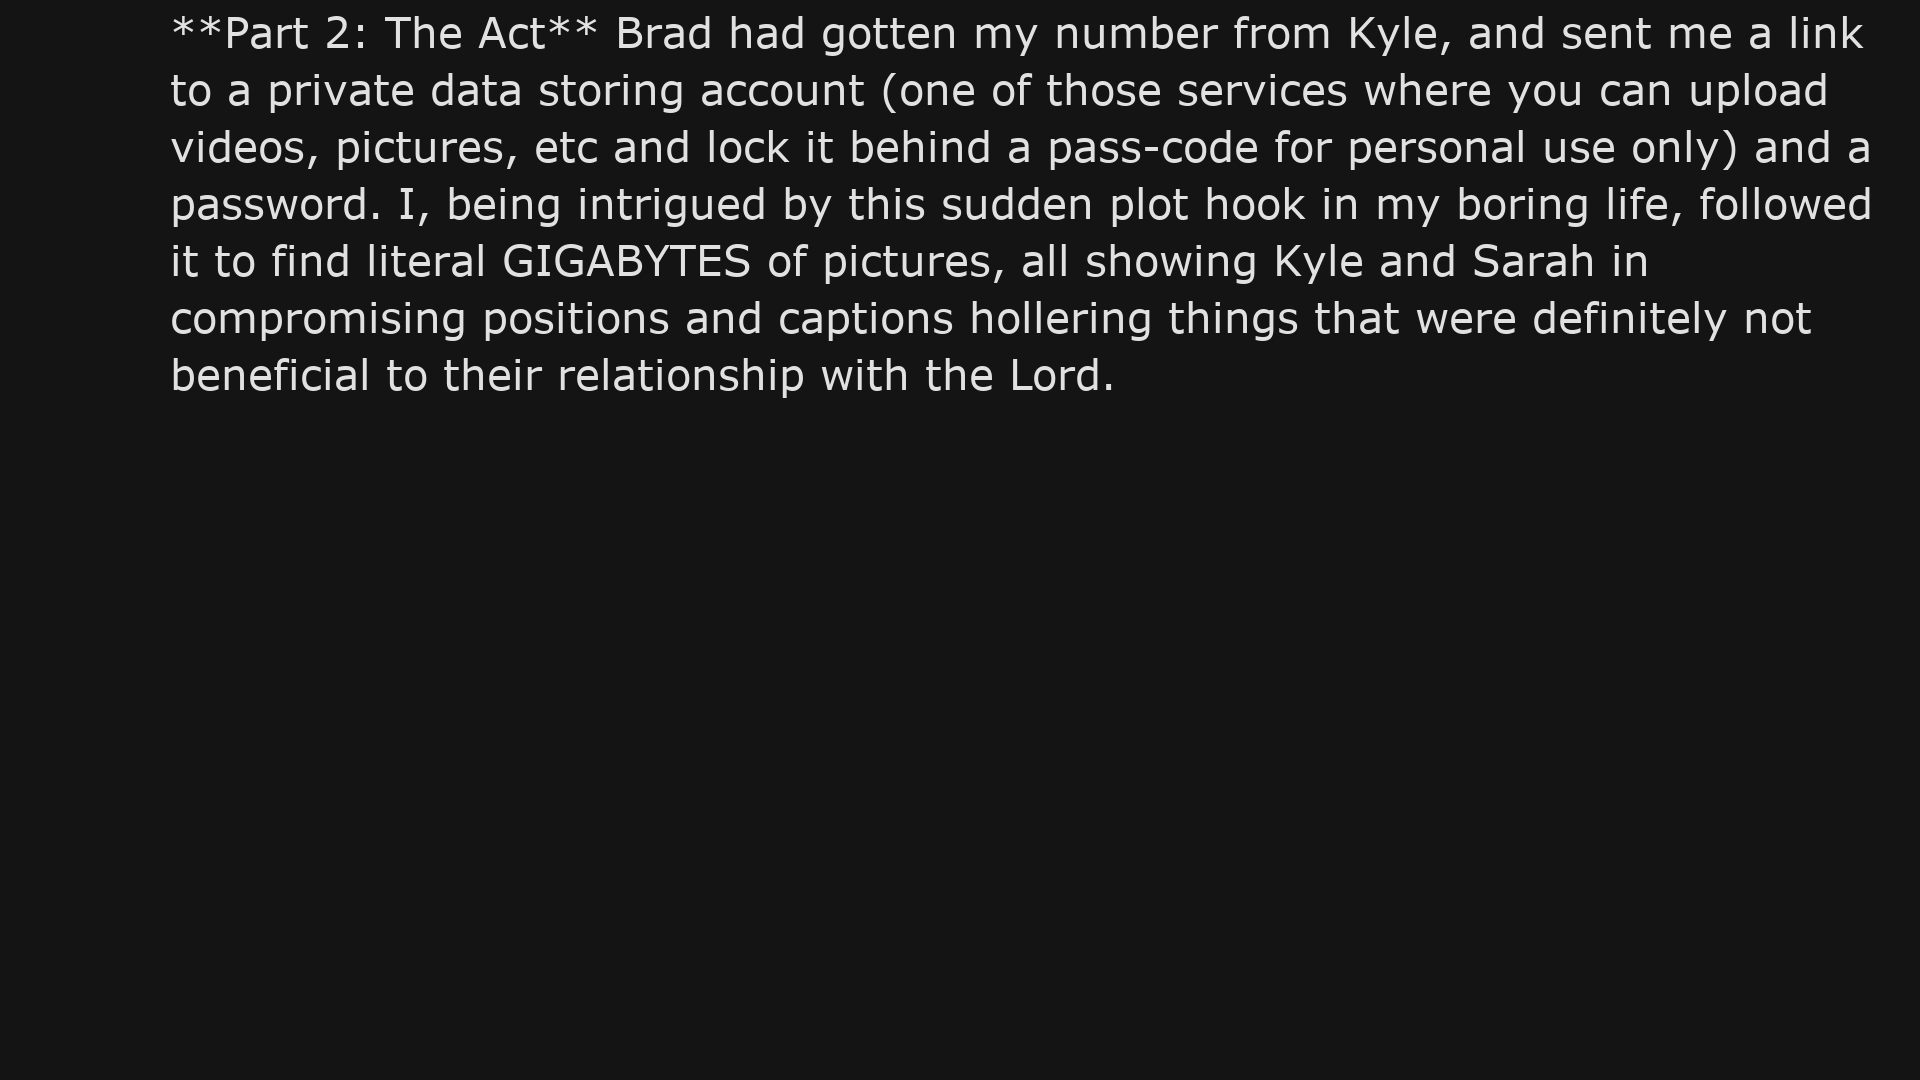 **Part 2: The Act** Brad had gotten my number from Kyle, and sent me a link
to a private data storing account (one of those services where you can upload
videos, pictures, etc and lock it behind a pass-code for personal use only) and a
password. I, being intrigued by this sudden plot hook in my boring life, followed
it to find literal GIGABYTES of pictures, all showing Kyle and Sarah in
compromising positions and captions hollering things that were definitely not
beneficial to their relationship with the Lord.